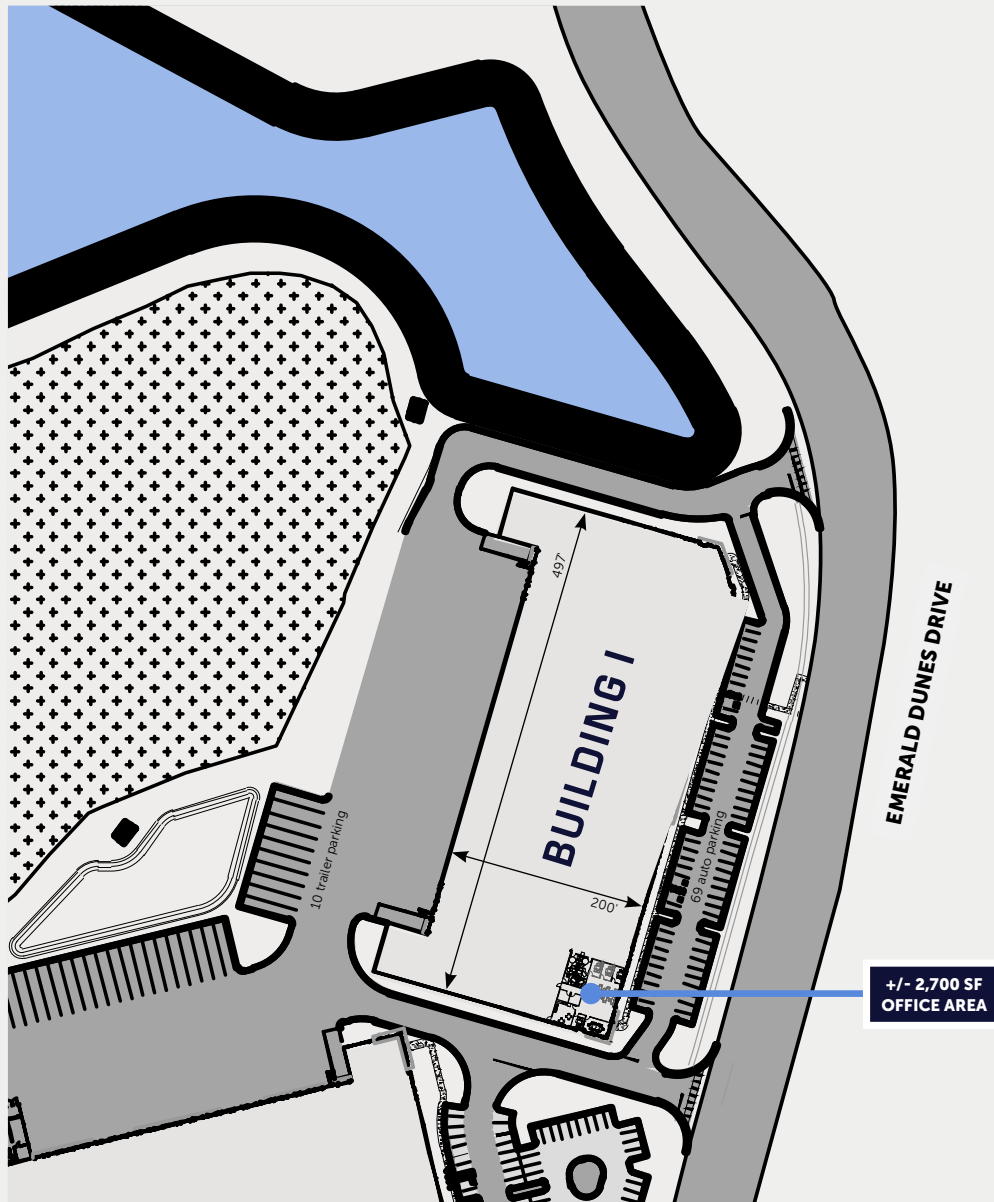 497'
BUILDING I
EMERALD DUNES DRIVE
10 trailer parking
69 auto parking
200'
+/- 2,700 SF
OFFICE AREA